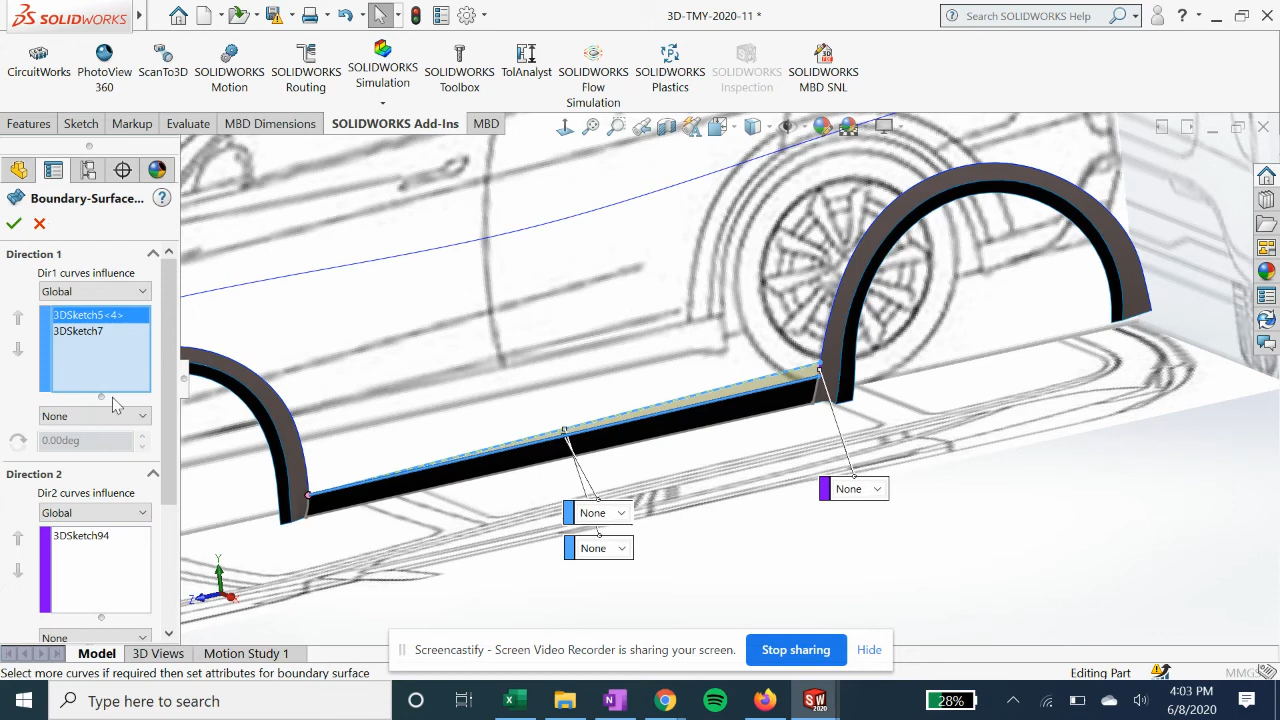 SOLIDWORKS
3D-TMY-2020-11 *
Search SOLIDWORKS Help
?
CircuitWorks
PhotoView
360
ScanTo3D
SOLIDWORKS
Motion
SOLIDWORKS
Routing
SOLIDWORKS
Simulation
SOLIDWORKS
Toolbox
TolAnalyst
SOLIDWORKS
Flow
Simulation
SOLIDWORKS
Plastics
SOLIDWORKS
Inspection
SOLIDWORKS
MBD SNL
Features
Sketch
Markup
Evaluate
MBD Dimensions
SOLIDWORKS Add-Ins
MBD
Boundary-Surface...
?
Direction 1
Dir1 curves influence
Global
3DSketch5<4>
3DSketch7
None
0.00deg
Direction 2
Dir2 curves influence
Global
3DSketch94
None
None
None
None
Y
Z
X
Model
3D Views
Motion Study 1
Screencastify - Screen Video Recorder is sharing your screen.
Stop sharing
Hide
Select more curves if required then set attributes for boundary surface
Editing Part
MMGS
Type here to search
28%
4:03 PM
6/8/2020